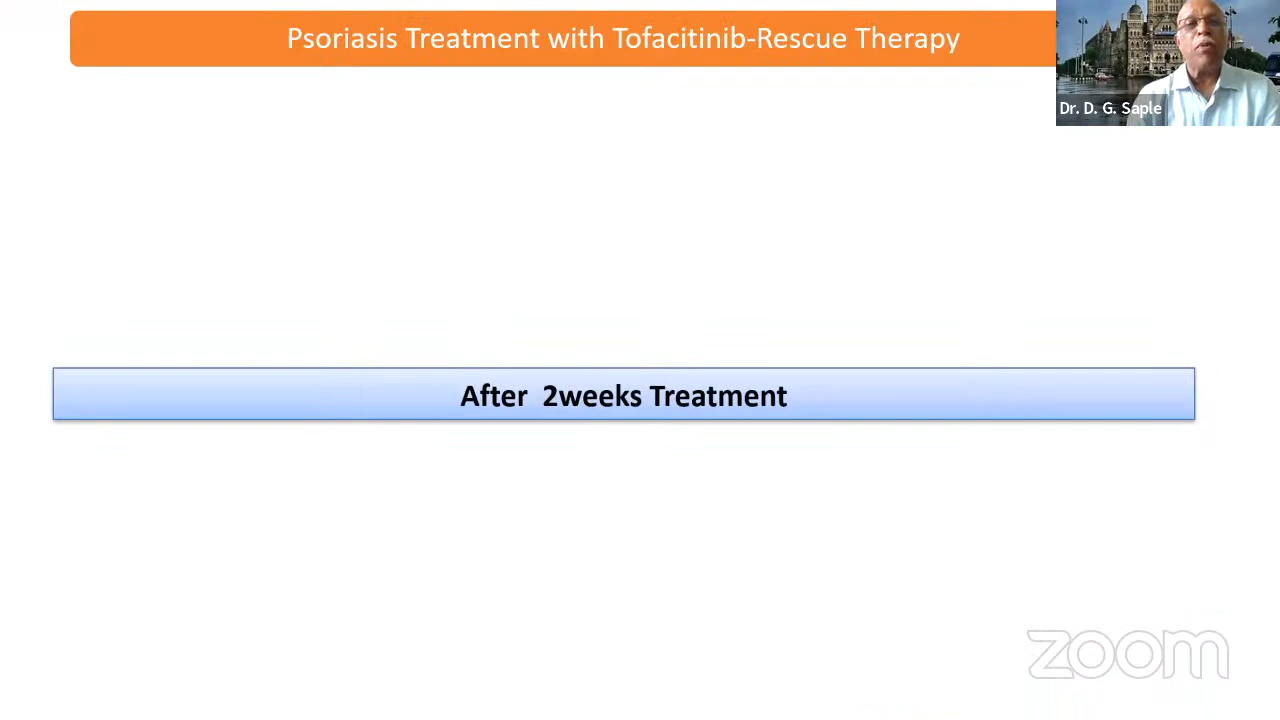 Psoriasis Treatment with Tofacitinib-Rescue Therapy
Dr. D. G. Saple
After  2weeks Treatment
zoom